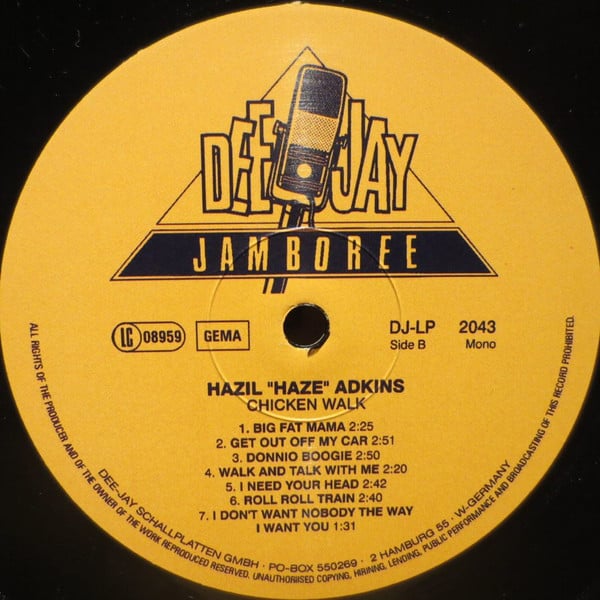 DEE JAY
JAMBOREE
LC 08959 GEMA
DJ-LP 2043
Side B Mono
HAZIL "HAZE" ADKINS
CHICKEN WALK
1. BIG FAT MAMA 2:25
2. GET OUT OFF MY CAR 2:51
3. DONNIO BOOGIE 2:50
4. WALK AND TALK WITH ME 2:20
5. I NEED YOUR HEAD 2:42
6. ROLL ROLL TRAIN 2:40
7. I DON'T WANT NOBODY THE WAY
I WANT YOU 1:31
DEE-JAY SCHALLPLATTEN GMBH · PO-BOX 550269 · 2 HAMBURG 55 · W-GERMANY
ALL RIGHTS OF THE PRODUCER AND OF THE OWNER OF THE WORK REPRODUCED RESERVED. UNAUTHORIISED COPYING, HIRINING, LENDING, PUBLIC PERFORMANCE AND BROADCASTING OF THIS RECORD PROHIBITED.